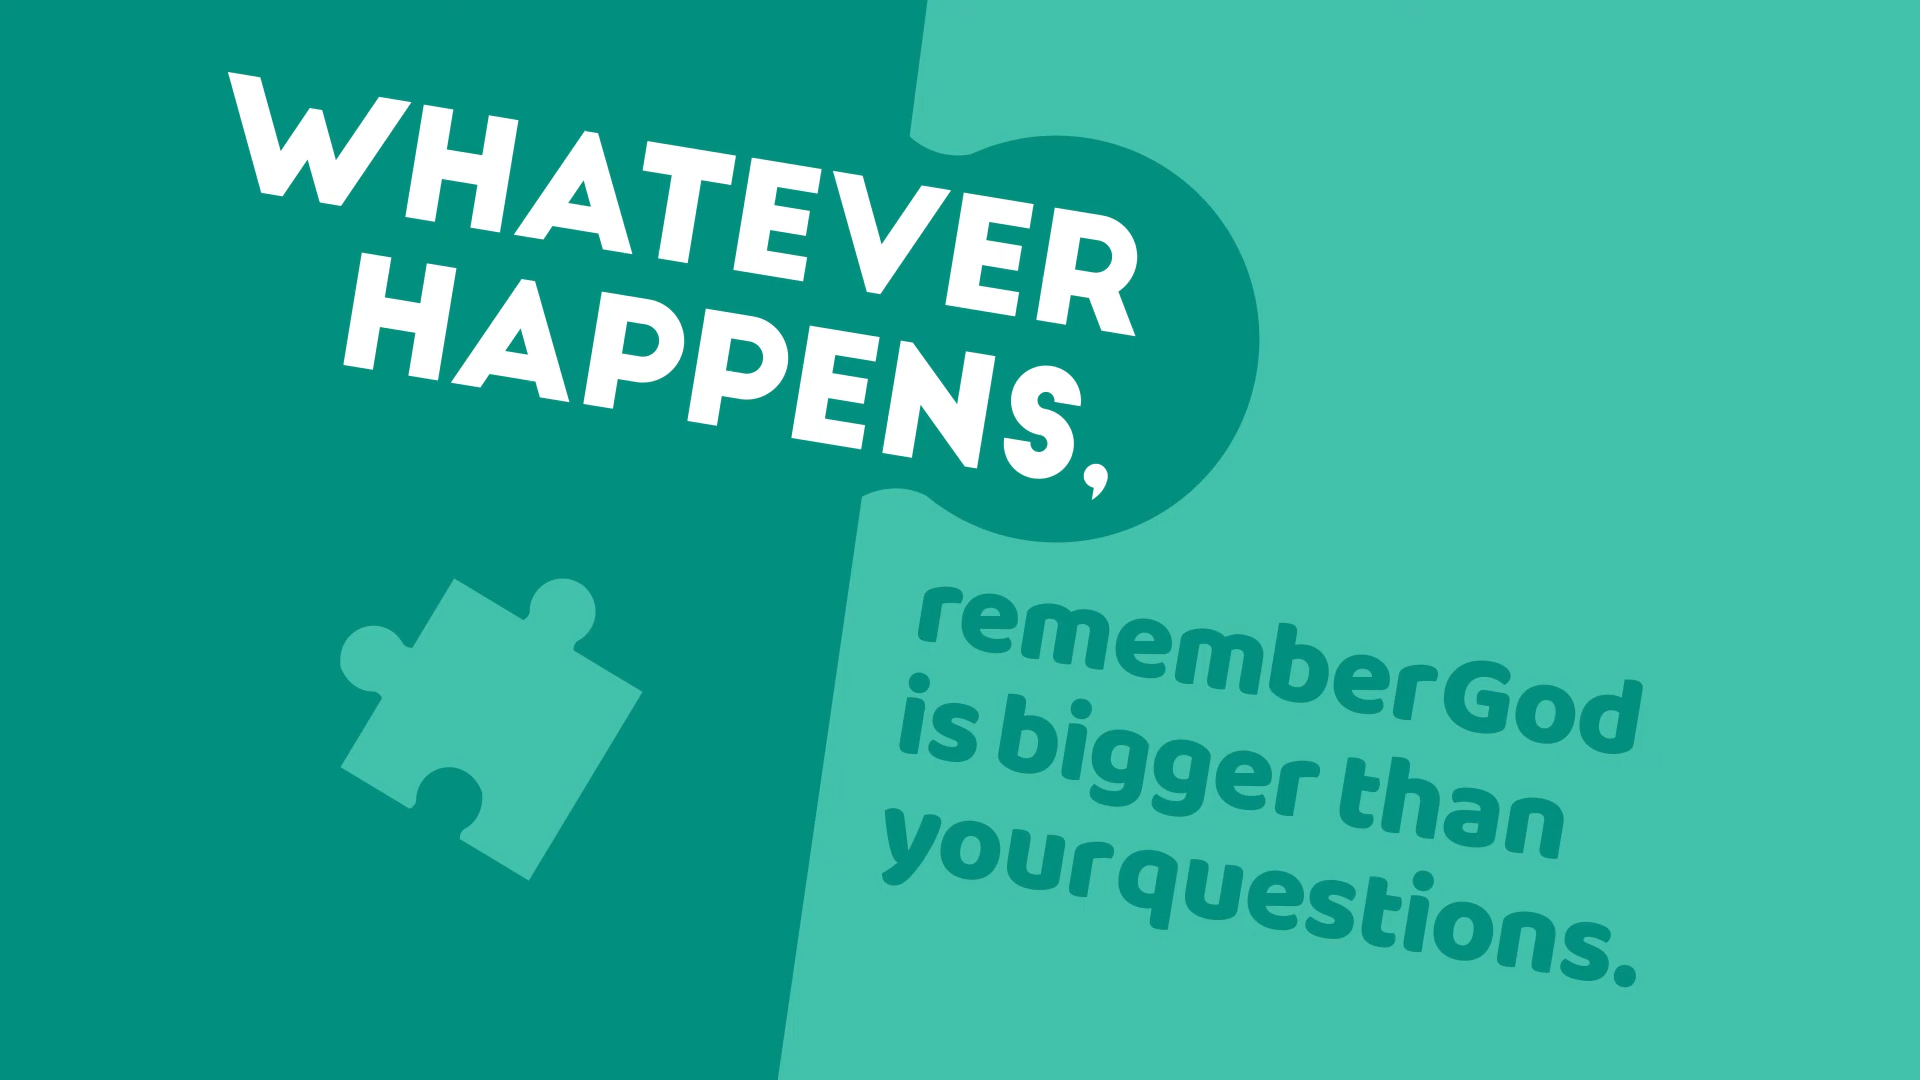 WHATEVER
HAPPENS,
remember God
is bigger than
your questions.